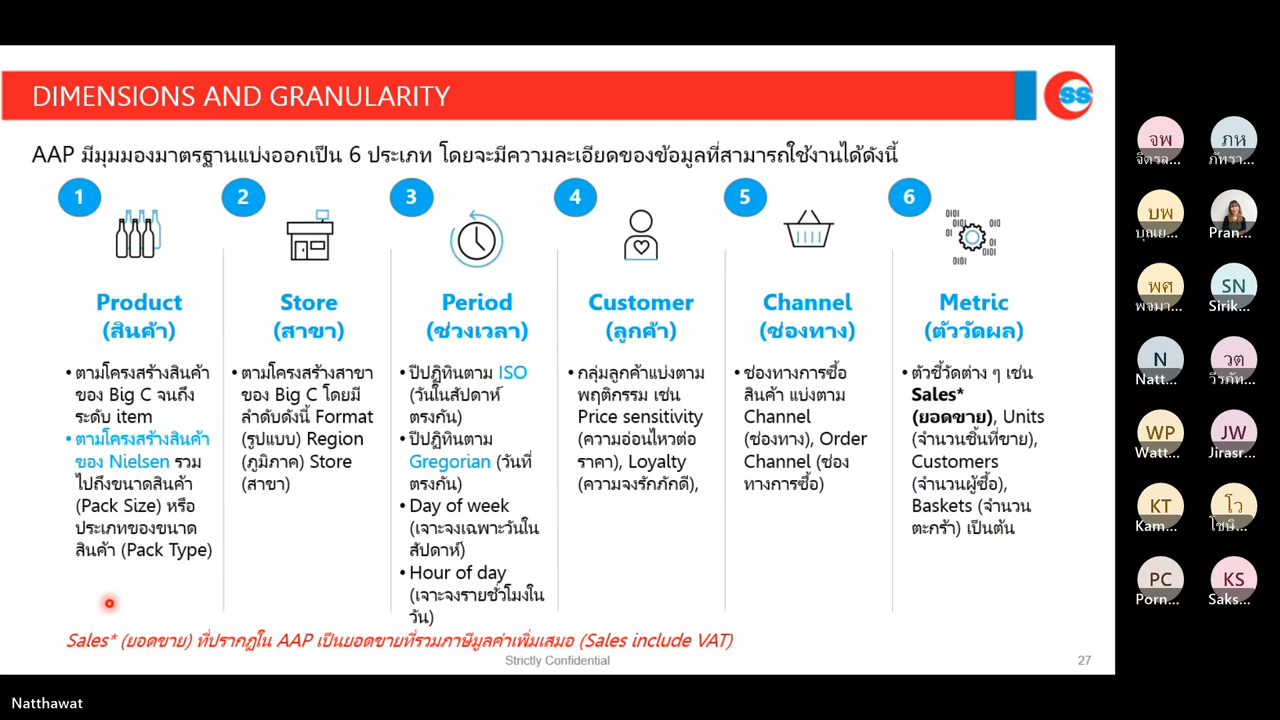 DIMENSIONS AND GRANULARITY
SS
AAP มีมุมมองมาตรฐานแบ่งออกเป็น 6 ประเภท โดยจะมีความละเอียดของข้อมูลที่สามารถใช้งานได้ดังนี้
1
Product
(สินค้า)
• ตามโครงสร้างสินค้า
ของ Big C จนถึง
ระดับ item
• ตามโครงสร้างสินค้า
ของ Nielsen รวม
ไปถึงขนาดสินค้า
(Pack Size) หรือ
ประเภทของขนาด
สินค้า (Pack Type)
2
Store
(สาขา)
• ตามโครงสร้างสาขา
ของ Big C โดยมี
ลำดับดังนี้ Format
(รูปแบบ) Region
(ภูมิภาค) Store
(สาขา)
3
Period
(ช่วงเวลา)
• ปีปฏิทินตาม ISO
(วันในสัปดาห์
ตรงกัน)
• ปีปฏิทินตาม
Gregorian (วันที่
ตรงกัน)
• Day of week
(เจาะจงเฉพาะวันใน
สัปดาห์)
• Hour of day
(เจาะจงรายชั่วโมงใน
วัน)
4
Customer
(ลูกค้า)
• กลุ่มลูกค้าแบ่งตาม
พฤติกรรม เช่น
Price sensitivity
(ความอ่อนไหวต่อ
ราคา), Loyalty
(ความจงรักภักดี),
5
Channel
(ช่องทาง)
• ช่องทางการซื้อ
สินค้า แบ่งตาม
Channel
(ช่องทาง), Order
Channel (ช่อง
ทางการซื้อ)
6
Metric
(ตัววัดผล)
• ตัวชี้วัดต่าง ๆ เช่น
Sales*
(ยอดขาย), Units
(จำนวนชิ้นที่ขาย),
Customers
(จำนวนผู้ซื้อ),
Baskets (จำนวน
ตะกร้า) เป็นต้น
Sales* (ยอดขาย) ที่ปรากฏใน AAP เป็นยอดขายที่รวมภาษีมูลค่าเพิ่มเสมอ (Sales include VAT)
Strictly Confidential
27
จพ
ภห
จิตรล...
ภัทรา...
บพ
บุณย...
Pran...
พศ
SN
พจมา...
Sirik...
N
วต
Natt...
วีรภัท...
WP
JW
Watt...
Jirasr...
KT
โว
Kam...
โชษิ...
PC
KS
Porn...
Saks...
Natthawat